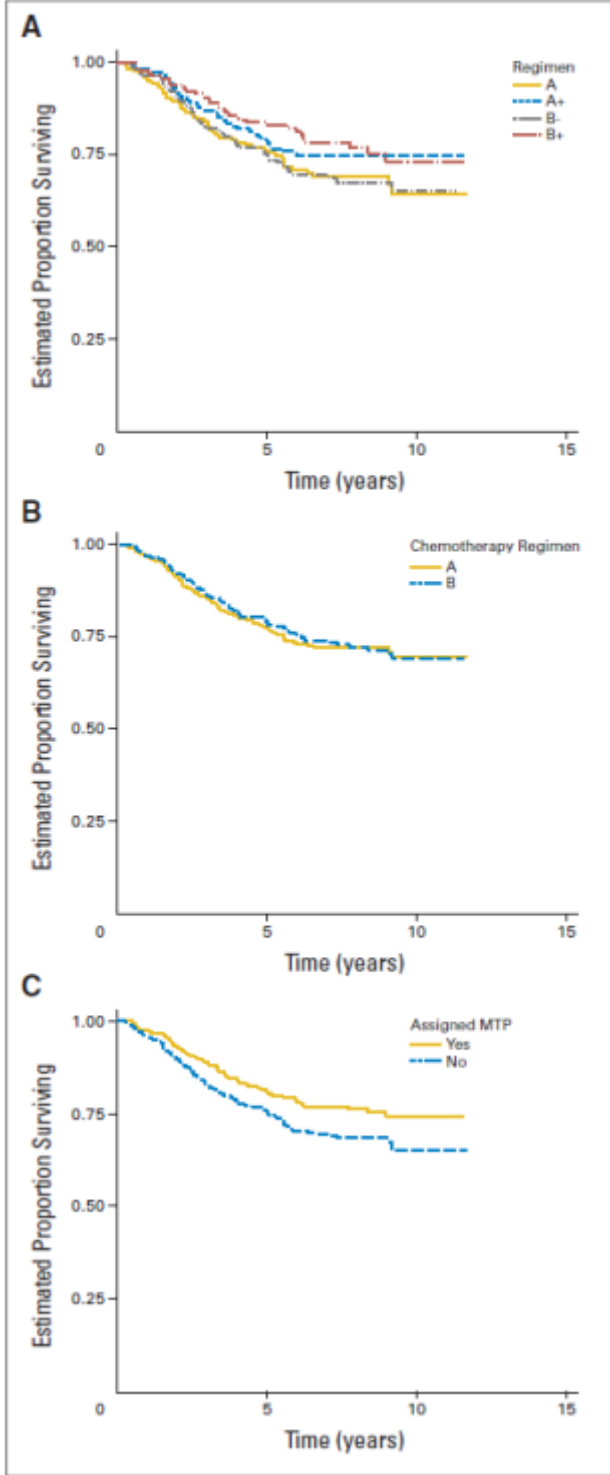 A
Estimated Proportion Surviving
1.00
0.75
0.50
0.25
0
5
10
15
Time (years)
Regimen
A
A+
B-
B+
B
Estimated Proportion Surviving
1.00
0.75
0.50
0.25
0
5
10
15
Time (years)
Chemotherapy Regimen
A
B
C
Estimated Proportion Surviving
1.00
0.75
0.50
0.25
0
5
10
15
Time (years)
Assigned MTP
Yes
No